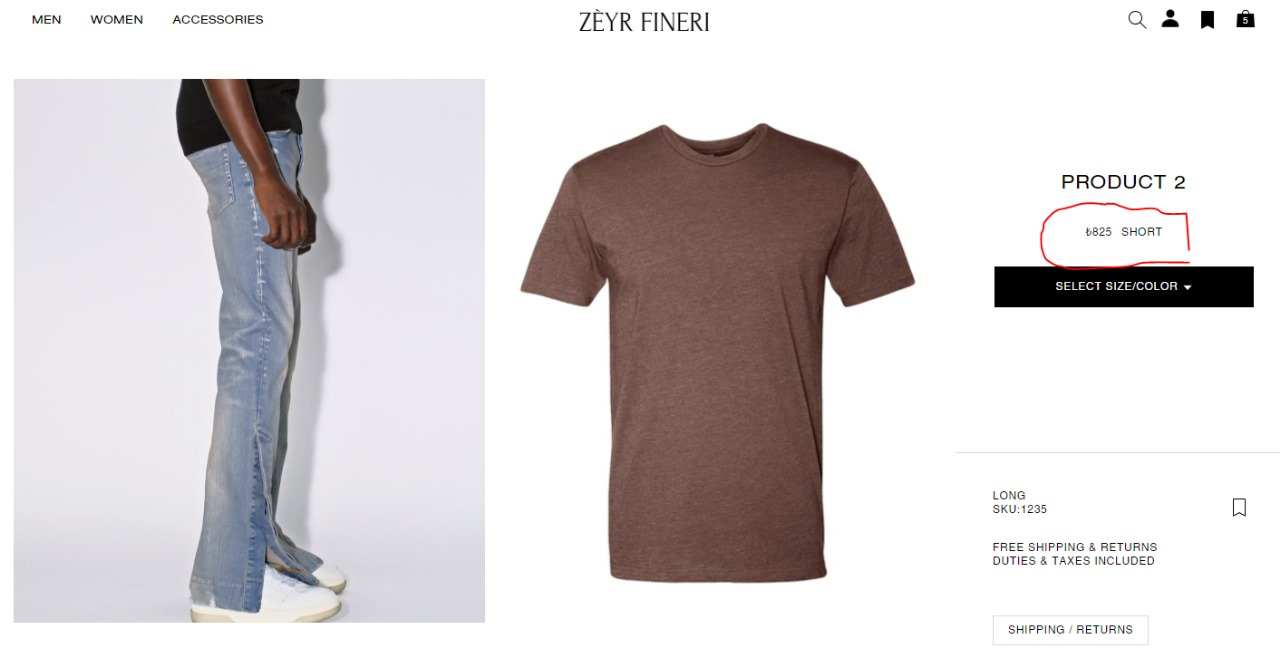 MEN WOMEN ACCESSORIES ZÈYR FINERI 5
PRODUCT 2
₺825 SHORT
SELECT SIZE/COLOR
LONG
SKU:1235
FREE SHIPPING & RETURNS
DUTIES & TAXES INCLUDED
SHIPPING / RETURNS